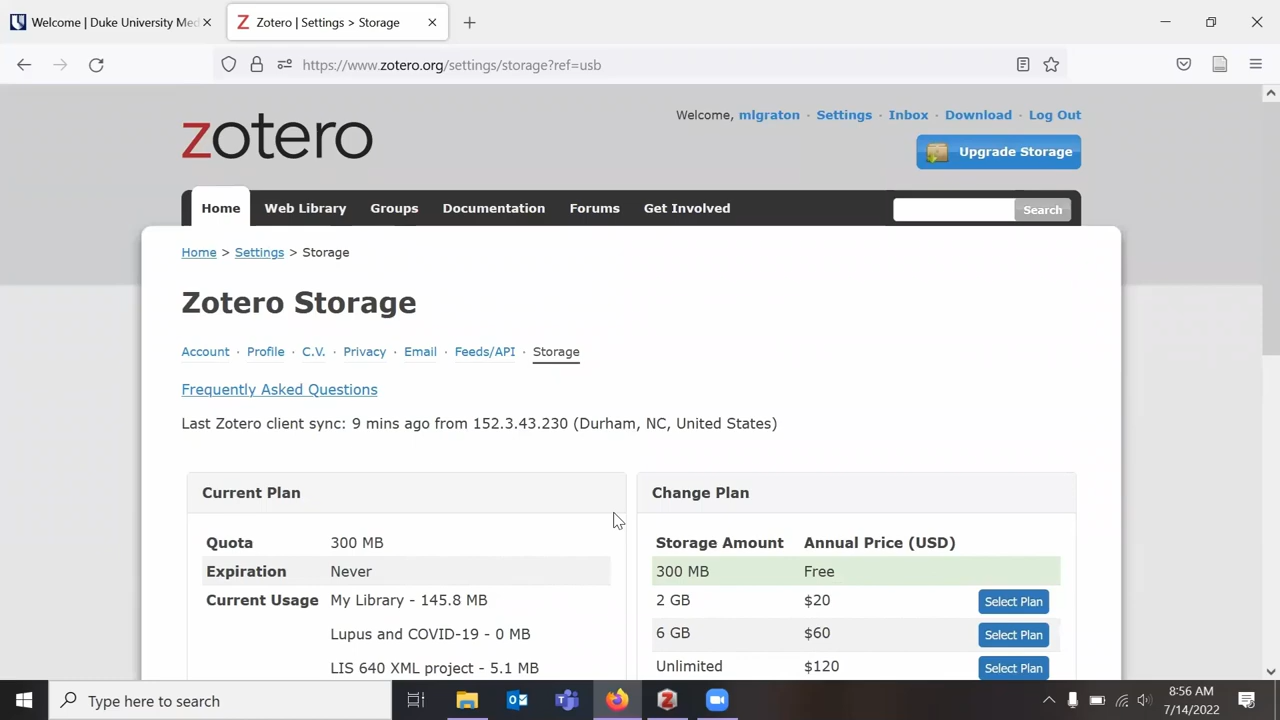 Welcome | Duke University Med
Zotero | Settings > Storage
https://www.zotero.org/settings/storage?ref=usb
zotero
Welcome, mlgraton · Settings · Inbox · Download · Log Out
Upgrade Storage
Home Web Library Groups Documentation Forums Get Involved Search
Home > Settings > Storage
Zotero Storage
Account · Profile · C.V. · Privacy · Email · Feeds/API · Storage
Frequently Asked Questions
Last Zotero client sync: 9 mins ago from 152.3.43.230 (Durham, NC, United States)
Current Plan
Quota 300 MB
Expiration Never
Current Usage My Library - 145.8 MB
Lupus and COVID-19 - 0 MB
LIS 640 XML project - 5.1 MB
Change Plan
Storage Amount Annual Price (USD)
300 MB Free
2 GB $20 Select Plan
6 GB $60 Select Plan
Unlimited $120 Select Plan
Type here to search
8:56 AM
7/14/2022